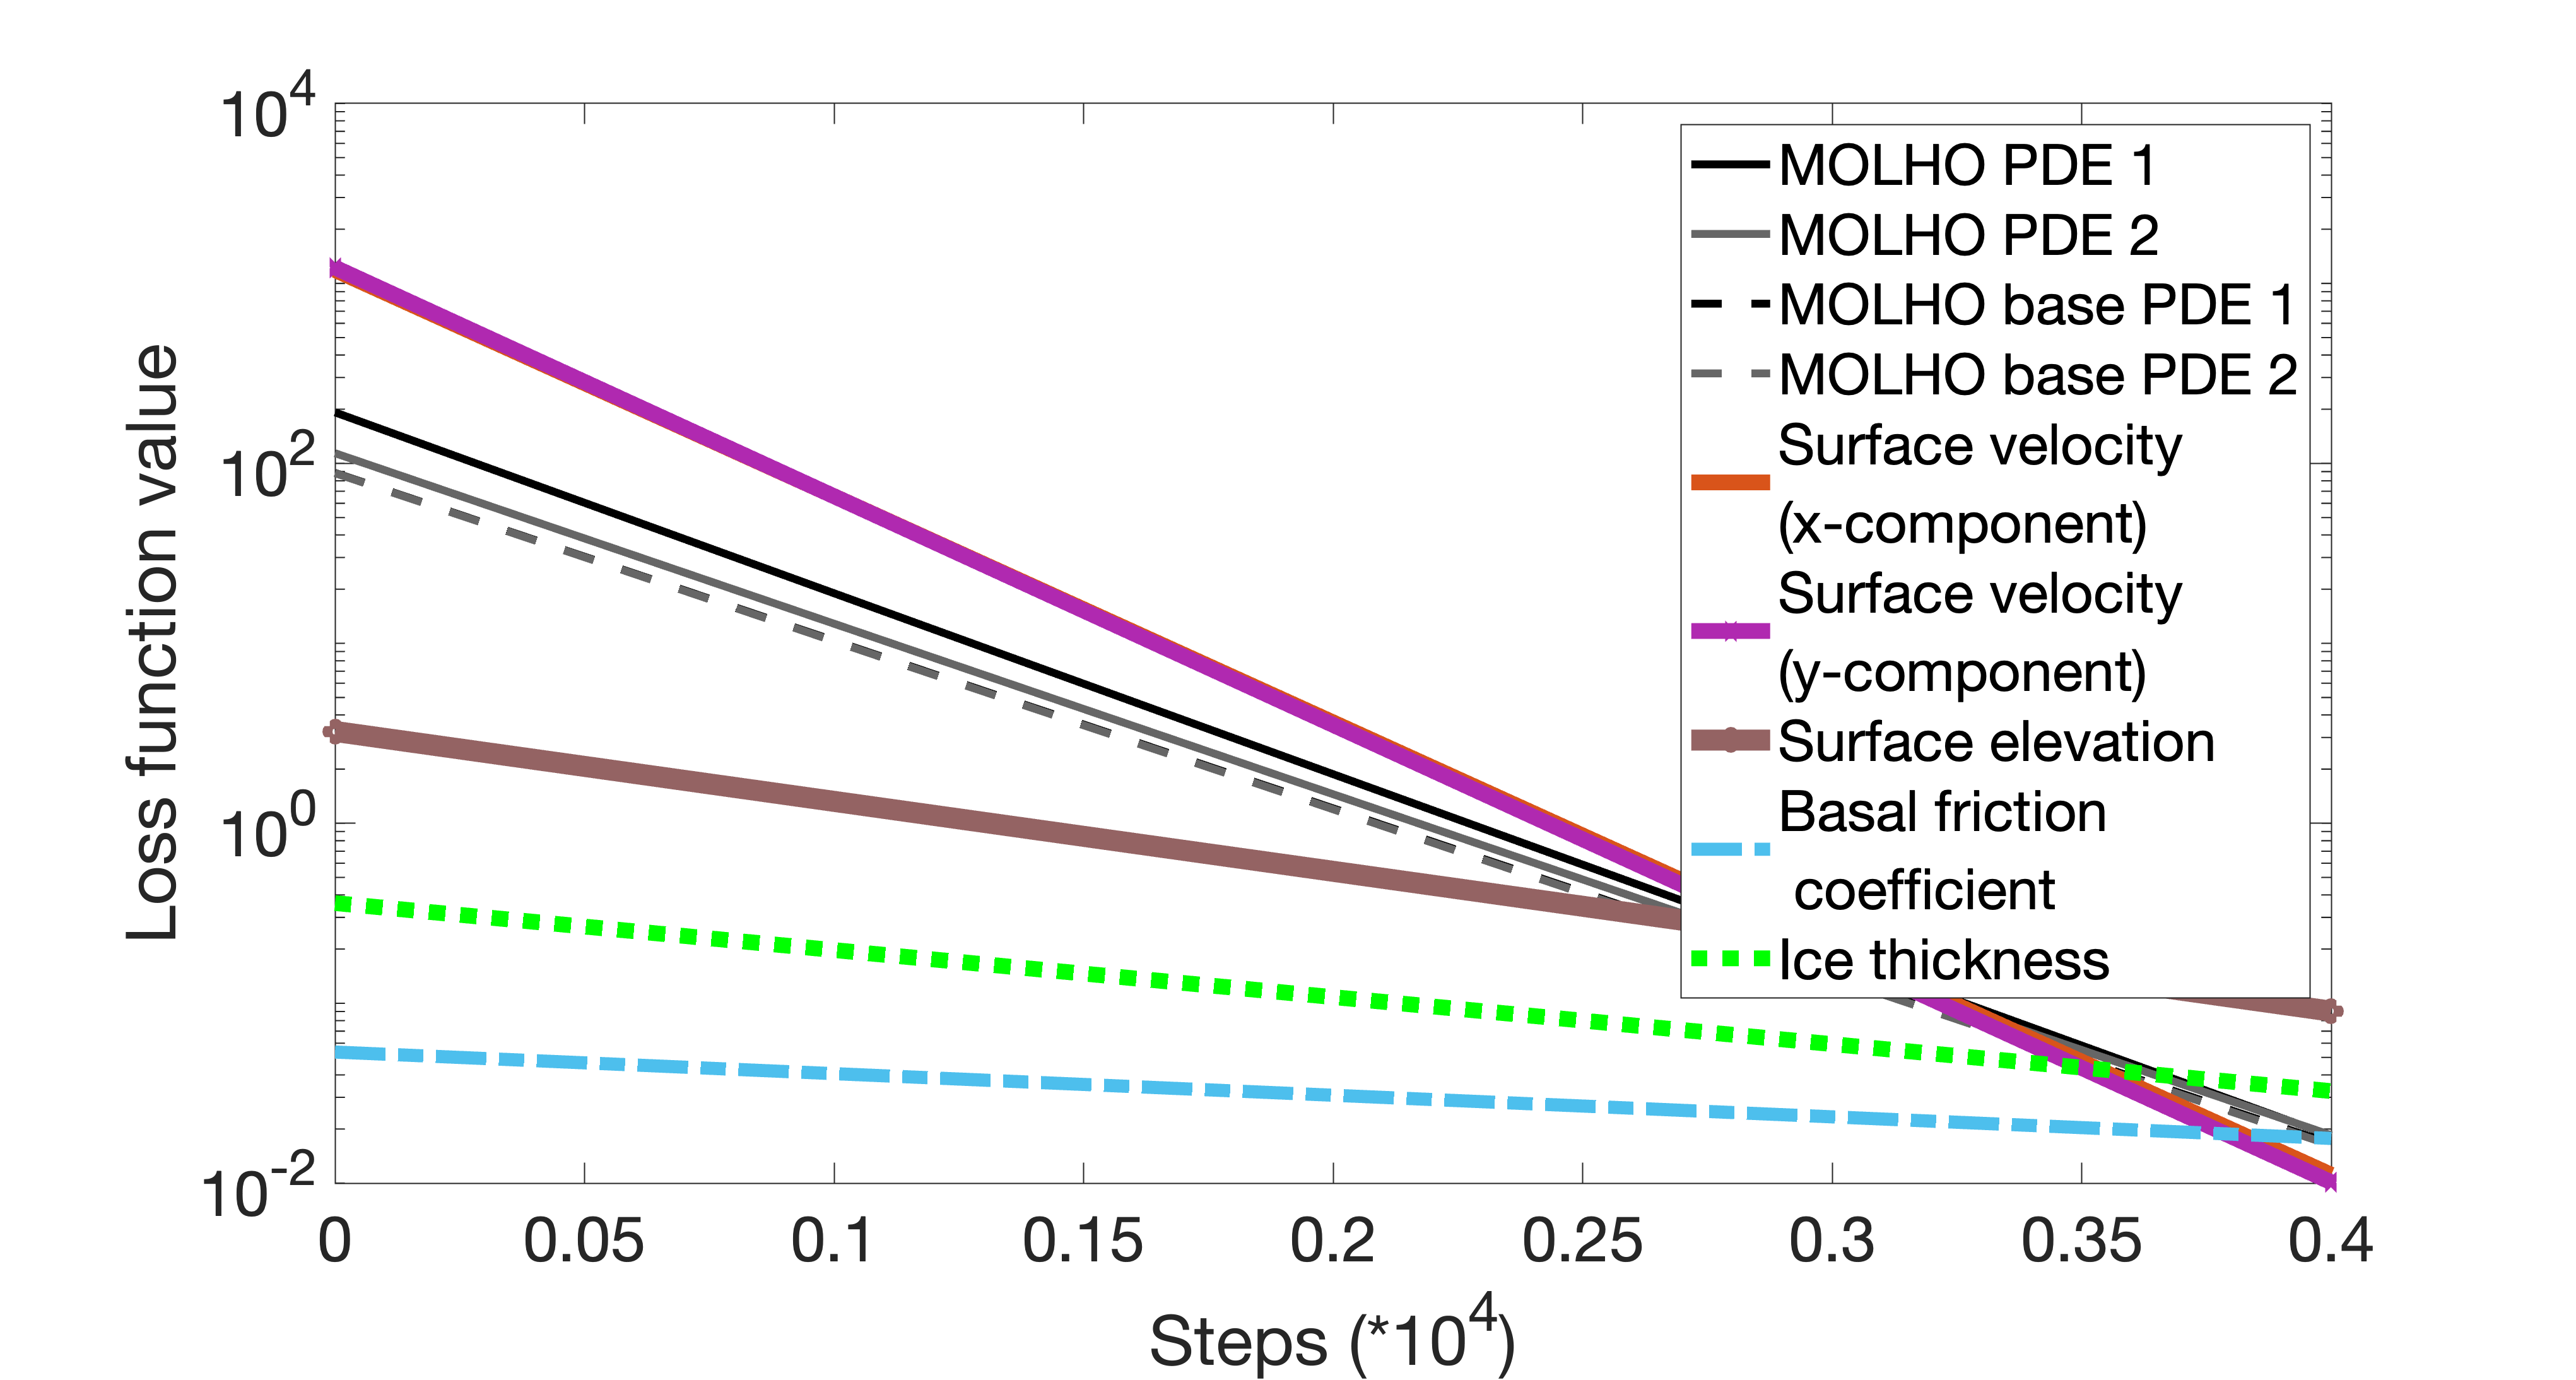 Loss function value
10^4
10^2
10^0
10^-2
0 0.05 0.1 0.15 0.2 0.25 0.3 0.35 0.4
Steps (*10^4)
MOLHO PDE 1
MOLHO PDE 2
MOLHO base PDE 1
MOLHO base PDE 2
Surface velocity
(x-component)
Surface velocity
(y-component)
Surface elevation
Basal friction
coefficient
Ice thickness